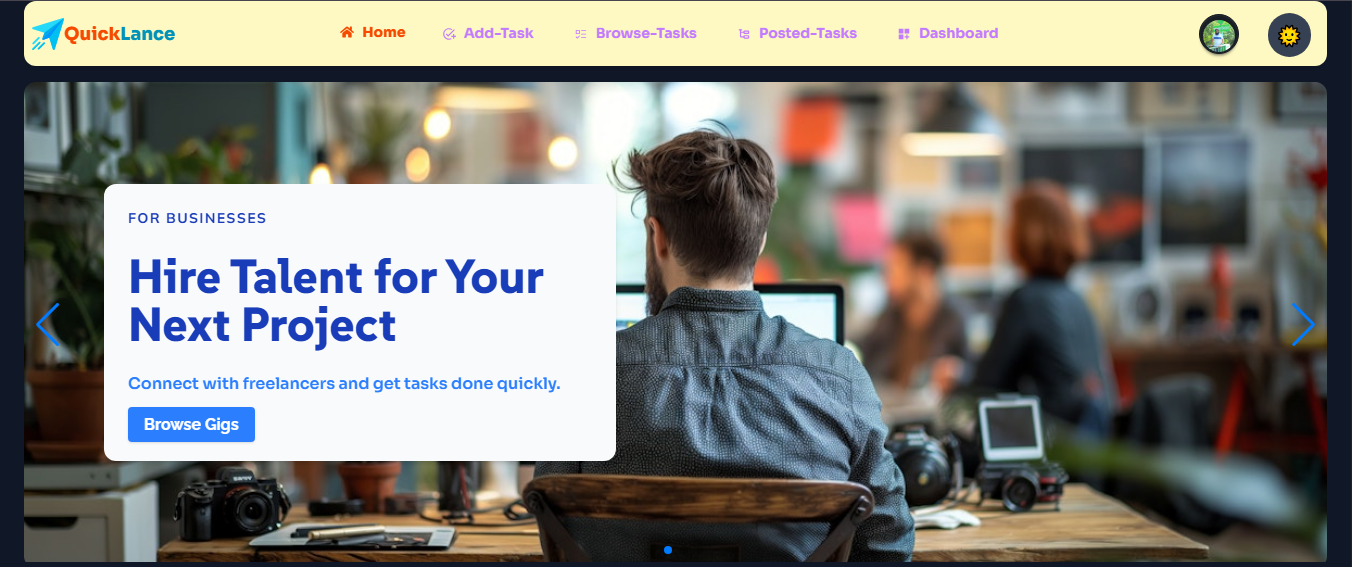 QuickLance
Home
Add-Task
Browse-Tasks
Posted-Tasks
Dashboard
FOR BUSINESSES
Hire Talent for Your
Next Project
Connect with freelancers and get tasks done quickly.
Browse Gigs